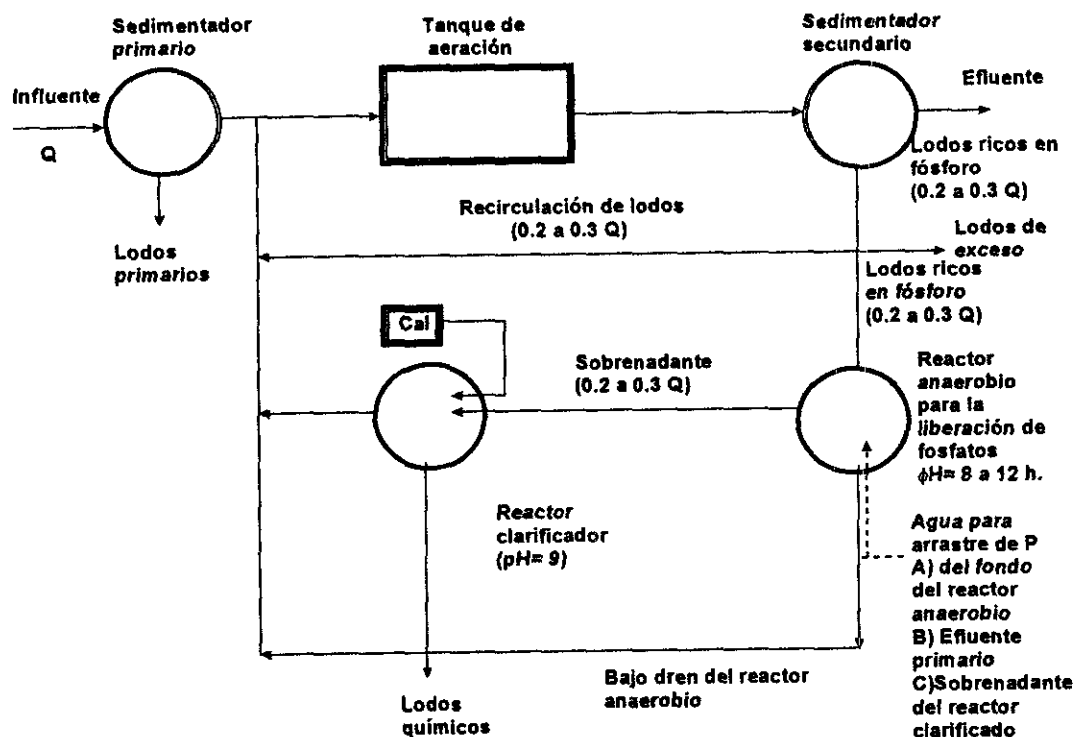 Sedimentador
primario
Tanque de
aeración
Sedimentador
secundario
Influente
Q
Efluente
Lodos ricos en
fósforo
(0.2 a 0.3 Q)
Recirculación de lodos
(0.2 a 0.3 Q)
Lodos
primarios
Lodos de
exceso
Lodos ricos
en fósforo
(0.2 a 0.3 Q)
Cal
Sobrenadante
(0.2 a 0.3 Q)
Reactor
anaerobio
para la
liberación de
fosfatos
ϕH= 8 a 12 h.
Reactor
clarificador
(pH= 9)
Agua para
arrastre de P
A) del fondo
del reactor
anaerobio
B) Efluente
primario
C)Sobrenadante
del reactor
clarificado
Bajo dren del reactor
anaerobio
Lodos
químicos